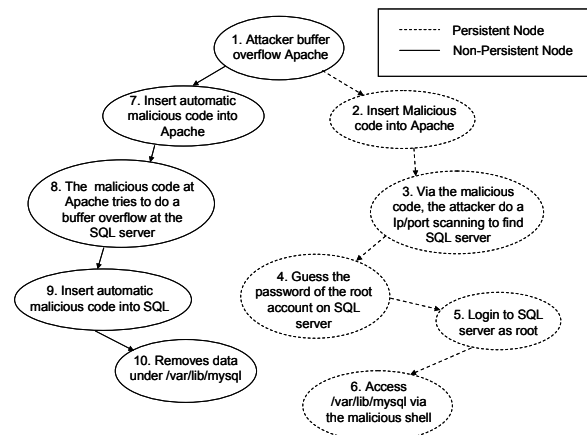 Persistent Node
Non-Persistent Node
1. Attacker buffer
overflow Apache
7. Insert automatic
malicious code into
Apache
2. Insert Malicious
code into Apache
8. The malicious code at
Apache tries to do a
buffer overflow at the
SQL server
3. Via the malicious
code, the attacker do a
Ip/port scanning to find
SQL server
9. Insert automatic
malicious code into SQL
4. Guess the
password of the root
account on SQL
server
5. Login to SQL
server as root
10. Removes data
under /var/lib/mysql
6. Access
/var/lib/mysql via
the malicious shell